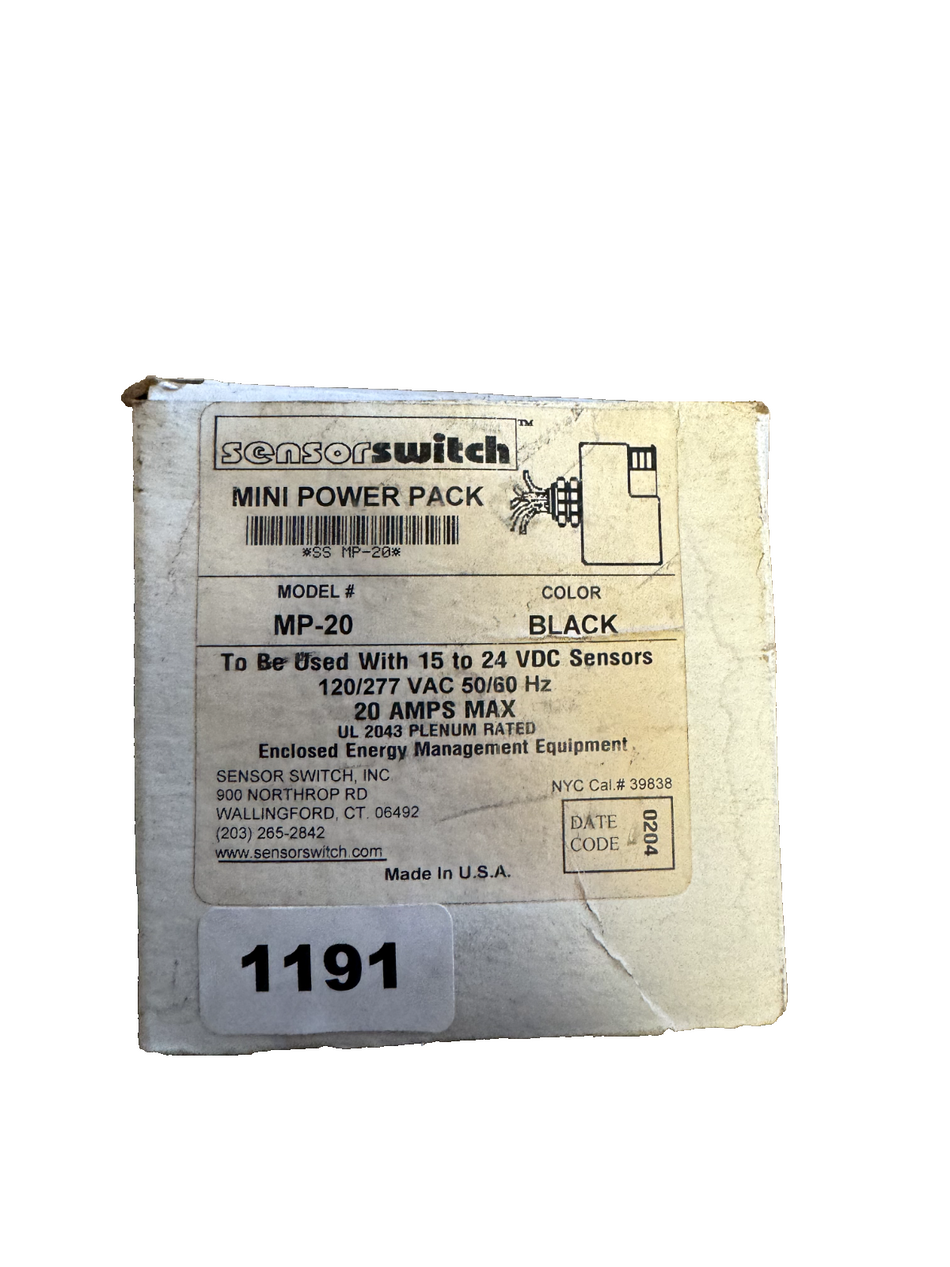 sensorswitch™
MINI POWER PACK
*SS MP-20*
MODEL # COLOR
MP-20 BLACK
To Be Used With 15 to 24 VDC Sensors
120/277 VAC 50/60 Hz
20 AMPS MAX
UL 2043 PLENUM RATED
Enclosed Energy Management Equipment
SENSOR SWITCH, INC
900 NORTHROP RD
WALLINGFORD, CT. 06492
(203) 265-2842
www.sensorswitch.com
NYC Cal.# 39838
DATE
CODE
0204
Made In U.S.A.
1191